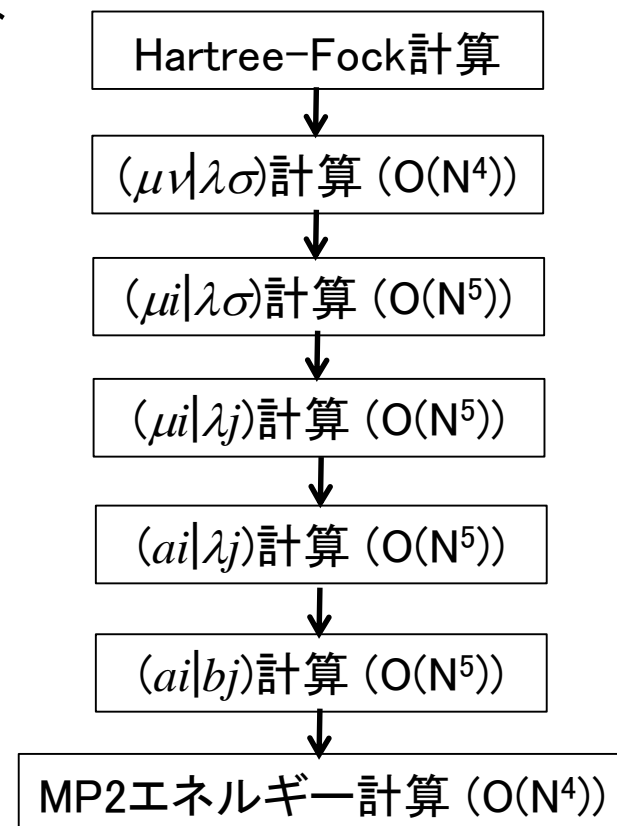 Hartree-Fock計算
(μν|λσ)計算 (O(N⁴))
(μi|λσ)計算 (O(N⁵))
(μi|λj)計算 (O(N⁵))
(ai|λj)計算 (O(N⁵))
(ai|bj)計算 (O(N⁵))
MP2エネルギー計算 (O(N⁴))